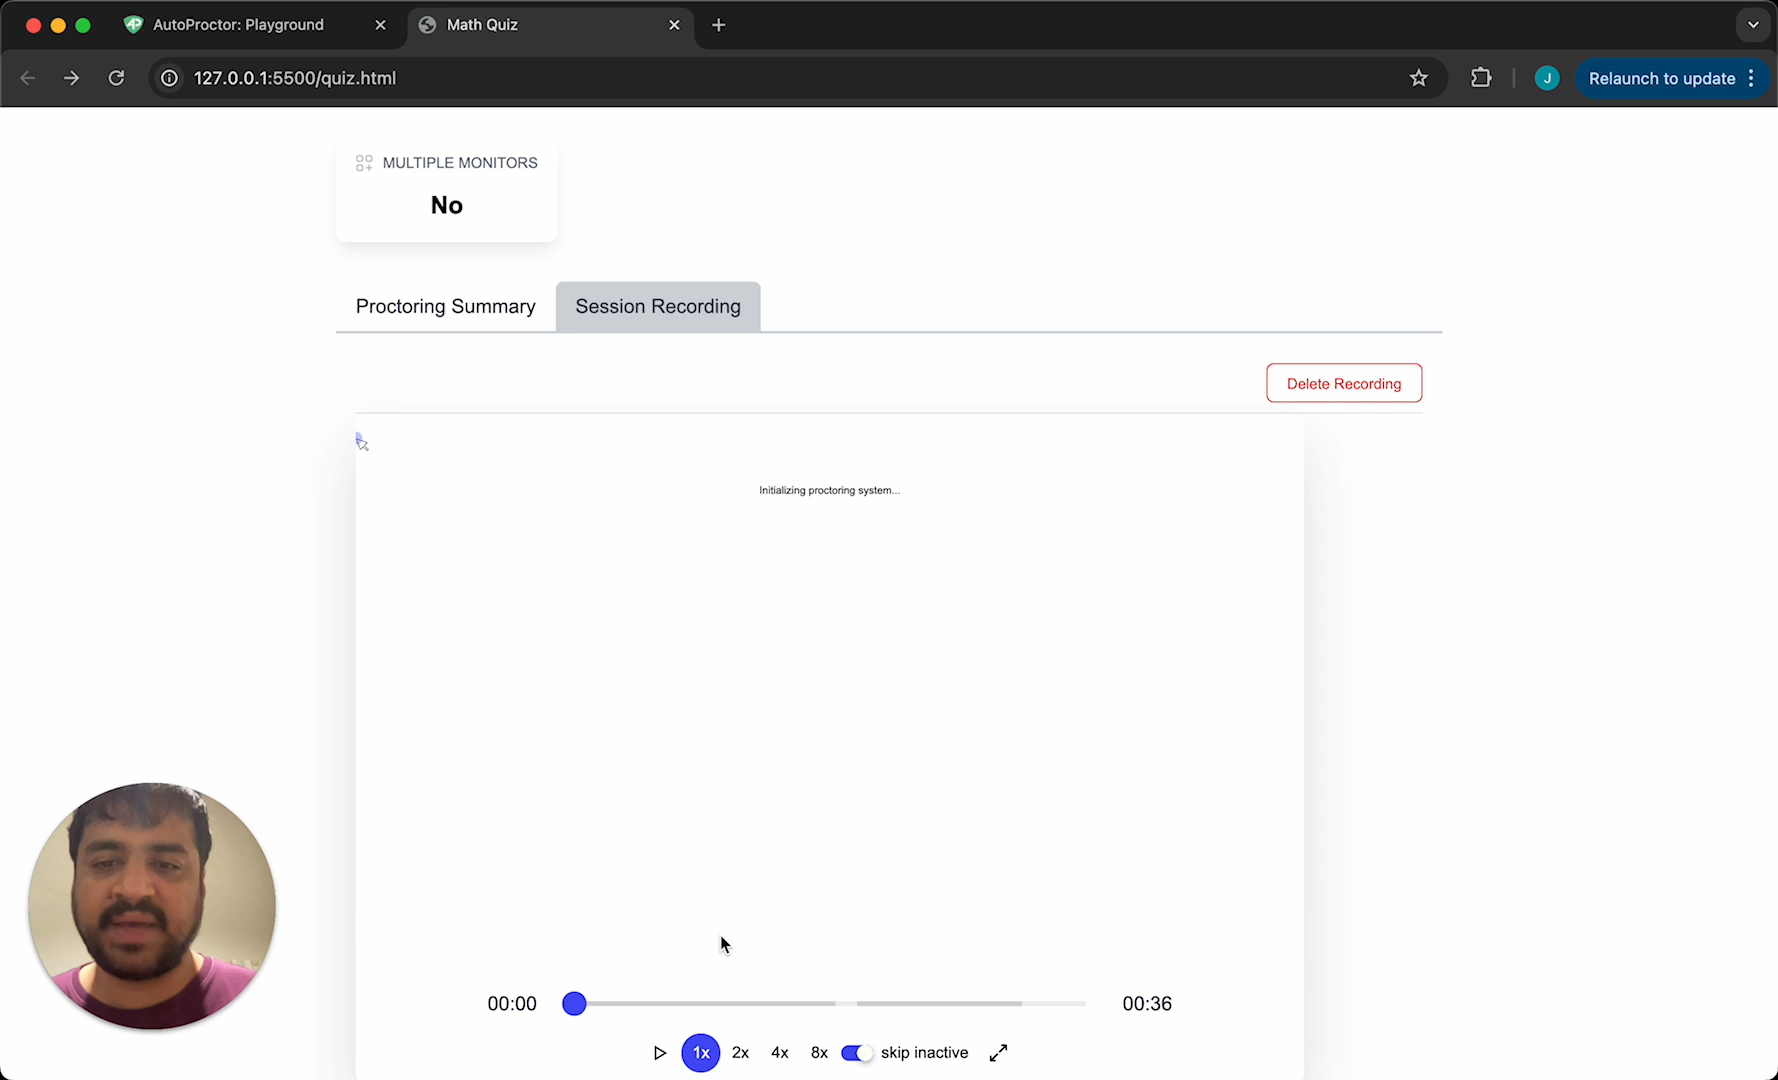 AutoProctor: Playground
Math Quiz
127.0.0.1:5500/quiz.html
J
Relaunch to update
MULTIPLE MONITORS
No
Proctoring Summary
Session Recording
Delete Recording
Initializing proctoring system...
00:00
00:36
1x 2x 4x 8x skip inactive